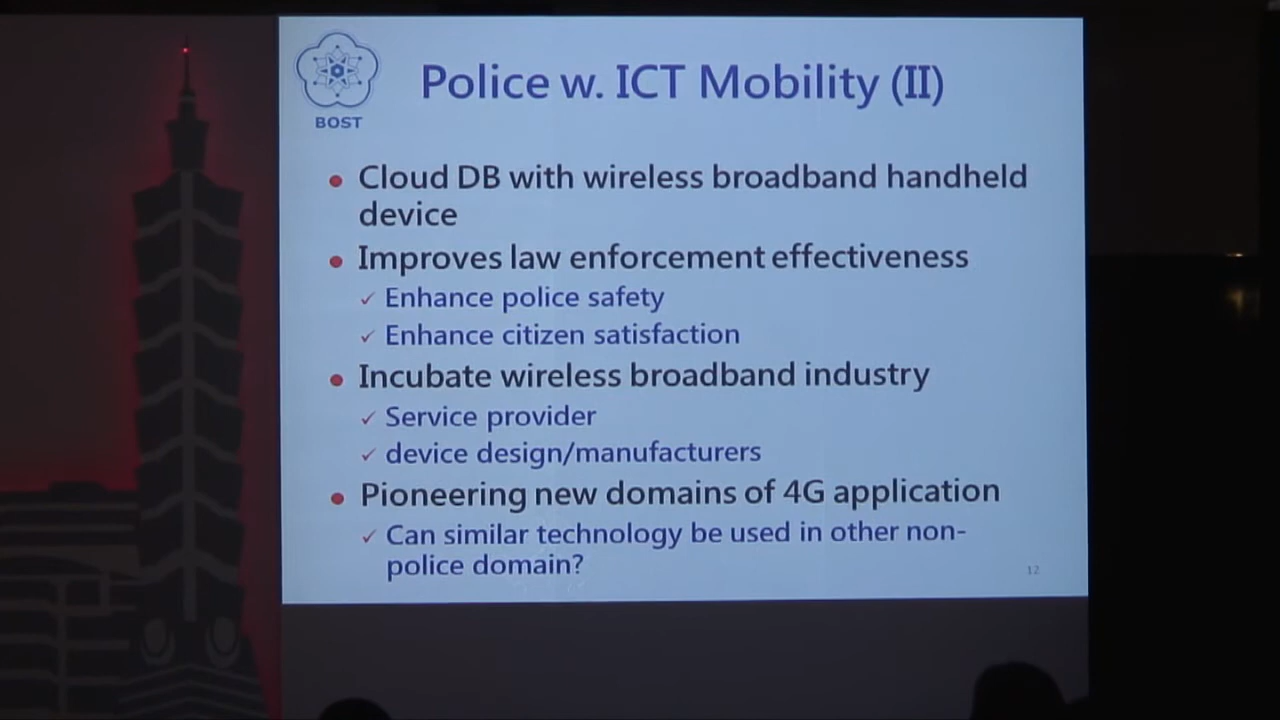 BOST
Police w. ICT Mobility (II)
Cloud DB with wireless broadband handheld
device
Improves law enforcement effectiveness
Enhance police safety
Enhance citizen satisfaction
Incubate wireless broadband industry
Service provider
device design/manufacturers
Pioneering new domains of 4G application
Can similar technology be used in other non-
police domain?
12